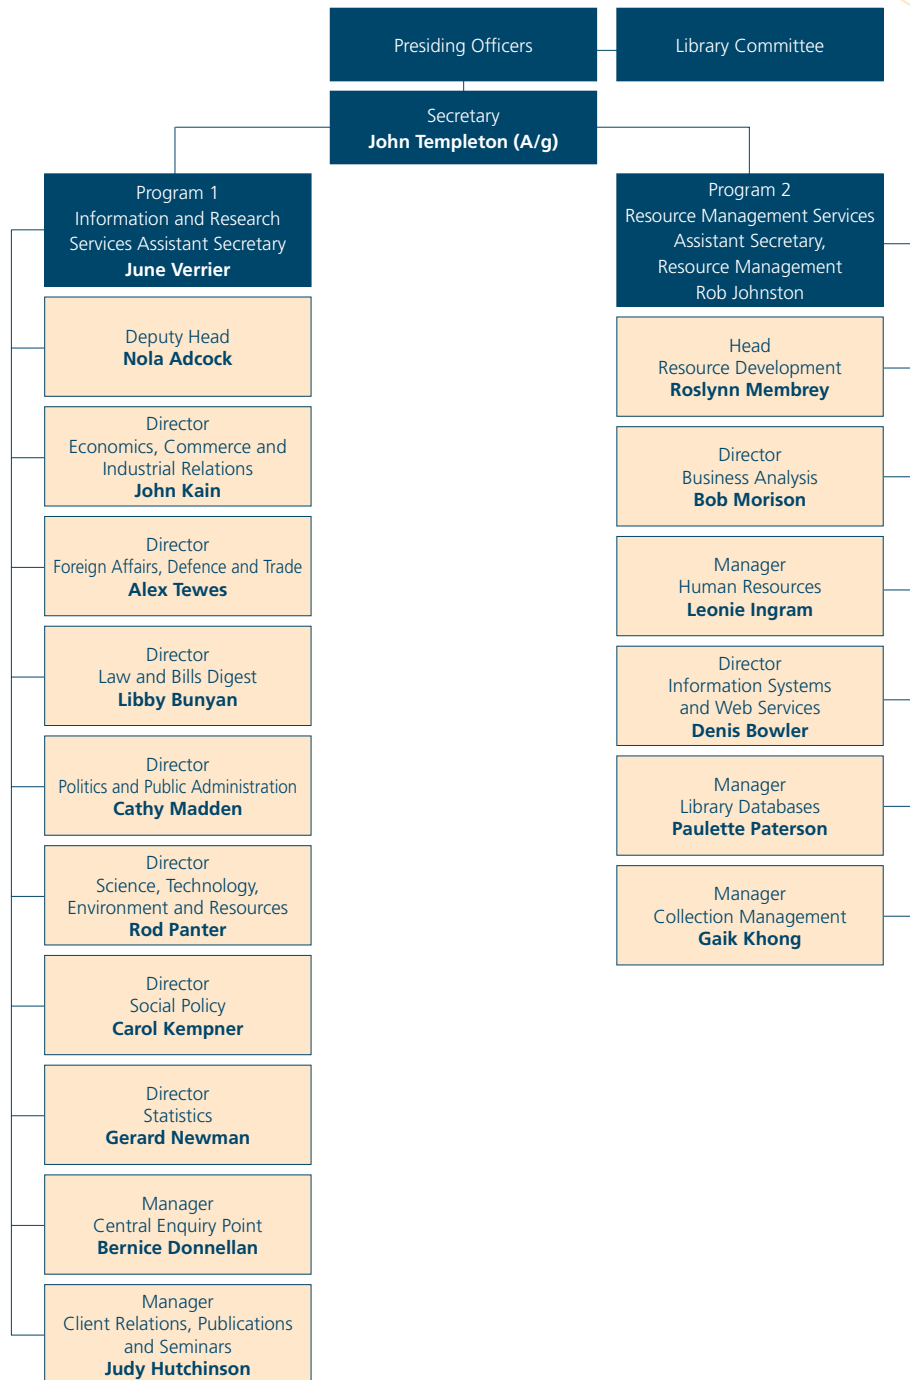 Presiding Officers
Library Committee
Secretary
John Templeton (A/g)
Program 1
Information and Research
Services Assistant Secretary
June Verrier
Deputy Head
Nola Adcock
Director
Economics, Commerce and
Industrial Relations
John Kain
Director
Foreign Affairs, Defence and Trade
Alex Tewes
Director
Law and Bills Digest
Libby Bunyan
Director
Politics and Public Administration
Cathy Madden
Director
Science, Technology,
Environment and Resources
Rod Panter
Director
Social Policy
Carol Kempner
Director
Statistics
Gerard Newman
Manager
Central Enquiry Point
Bernice Donnellan
Manager
Client Relations, Publications
and Seminars
Judy Hutchinson
Program 2
Resource Management Services
Assistant Secretary,
Resource Management
Rob Johnston
Head
Resource Development
Roslynn Membrey
Director
Business Analysis
Bob Morison
Manager
Human Resources
Leonie Ingram
Director
Information Systems
and Web Services
Denis Bowler
Manager
Library Databases
Paulette Paterson
Manager
Collection Management
Gaik Khong